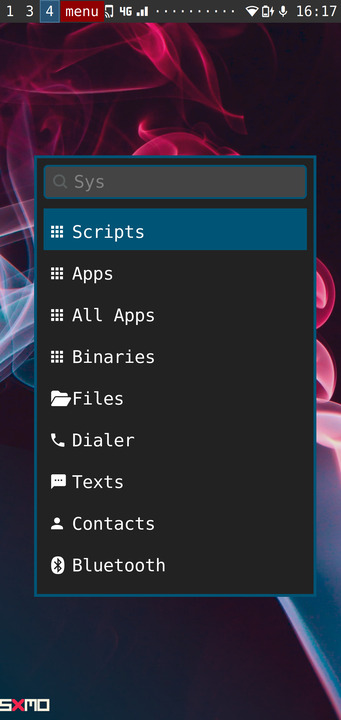 1 3 4 menu 4G 16:17
Sys
Scripts
Apps
All Apps
Binaries
Files
Dialer
Texts
Contacts
Bluetooth
SXMO